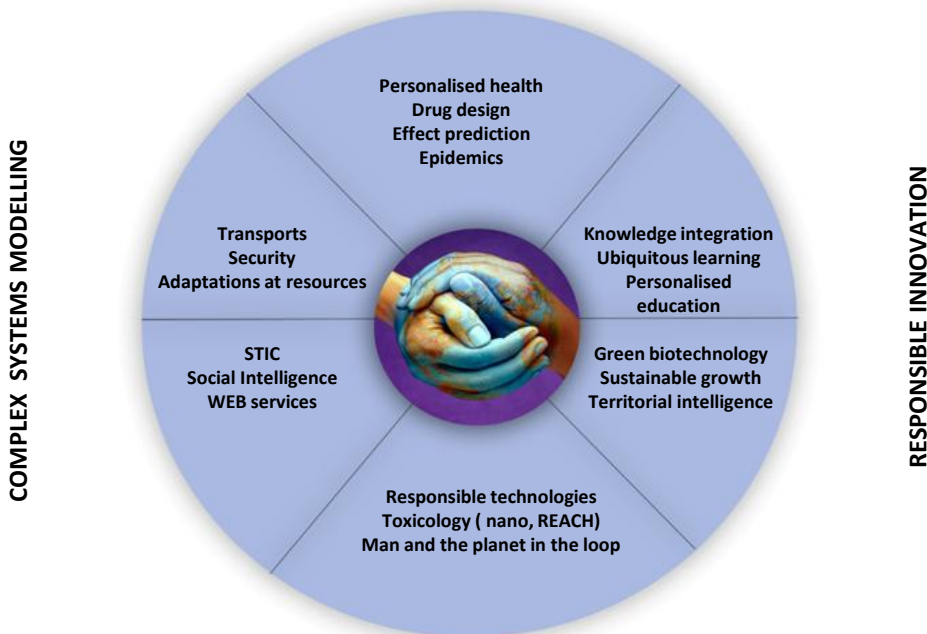 COMPLEX SYSTEMS MODELLING
Personalised health
Drug design
Effect prediction
Epidemics
Transports
Security
Adaptations at resources
Knowledge integration
Ubiquitous learning
Personalised
education
STIC
Social Intelligence
WEB services
Green biotechnology
Sustainable growth
Territorial intelligence
Responsible technologies
Toxicology ( nano, REACH)
Man and the planet in the loop
RESPONSIBLE INNOVATION